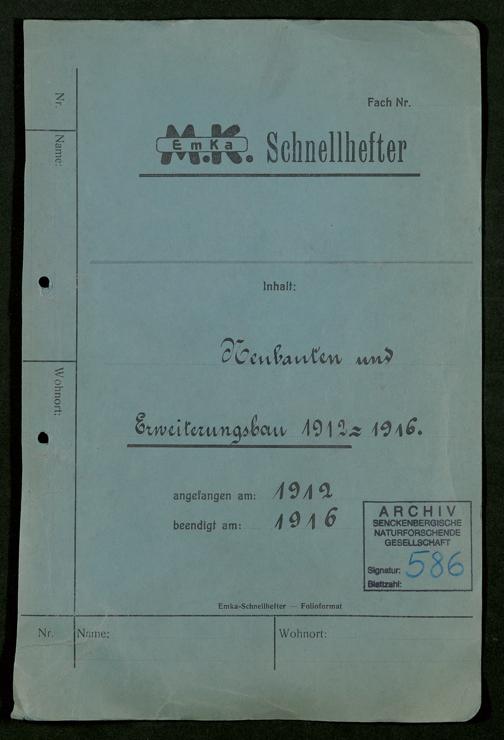 Fach Nr.
M.K. EmKa Schnellhefter
Nr.
Name:
Wohnort:
Inhalt:
Neubauten und
Erweiterungsbau 1912 = 1916.
angefangen am: 1912
beendigt am: 1916
ARCHIV
SENCKENBERGISCHE
NATURFORSCHENDE
GESELLSCHAFT
Signatur: 586
Blattzahl:
Emka-Schnellhefter — Folioformat
Nr. Name: Wohnort: